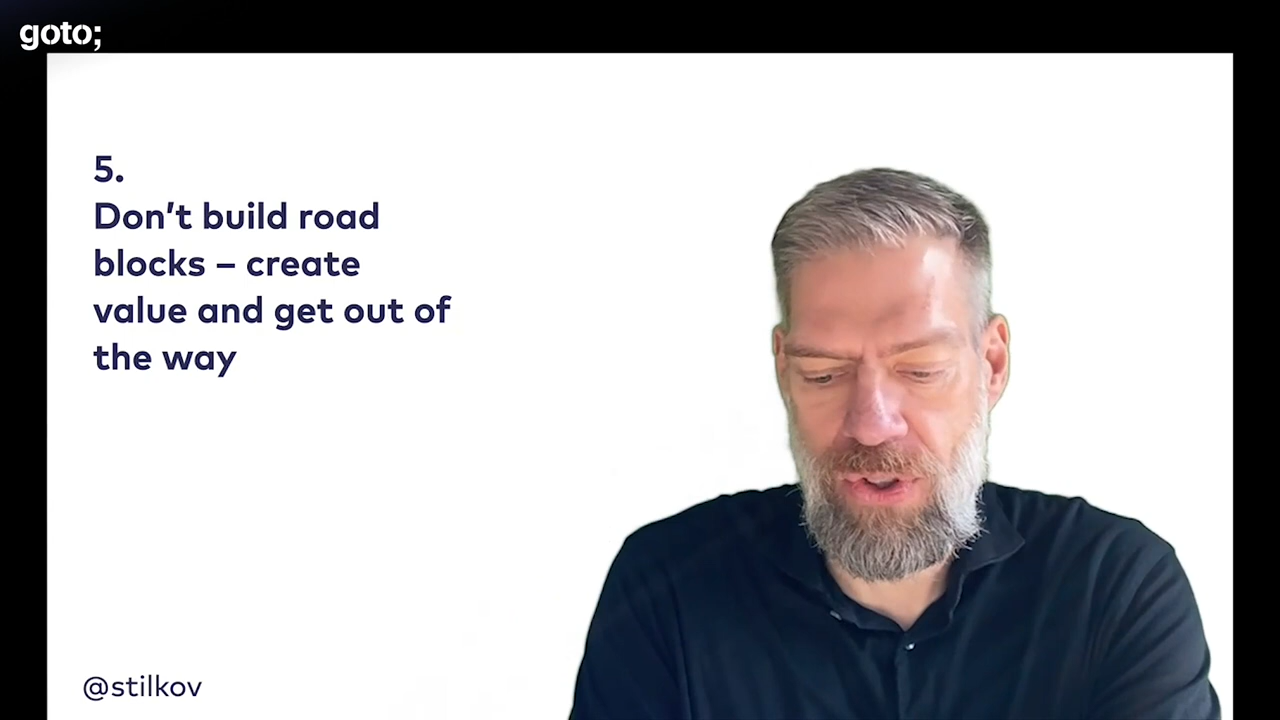 goto;
5.
Don't build road
blocks – create
value and get out of
the way
@stilkov